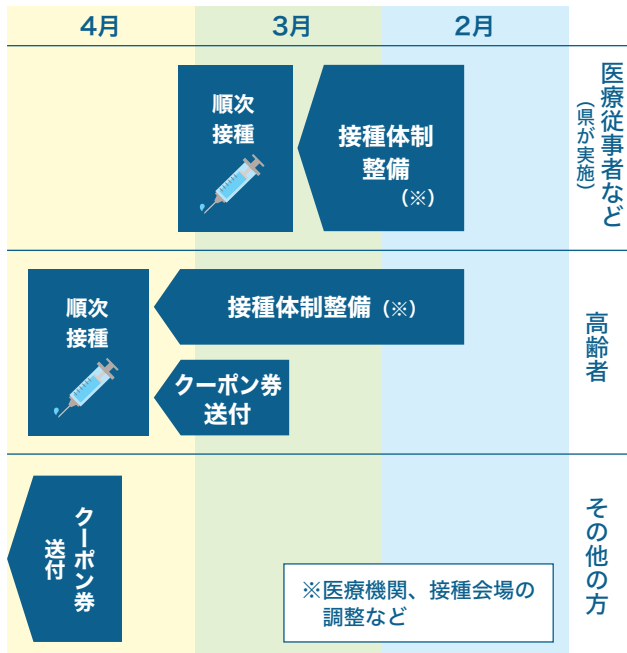 2月
3月
4月
医療従事者など
（県が実施）
接種体制
整備
（※）
順次
接種
高齢者
接種体制整備（※）
クーポン券
送付
順次
接種
その他の方
クーポン券
送付
※医療機関、接種会場の
調整など